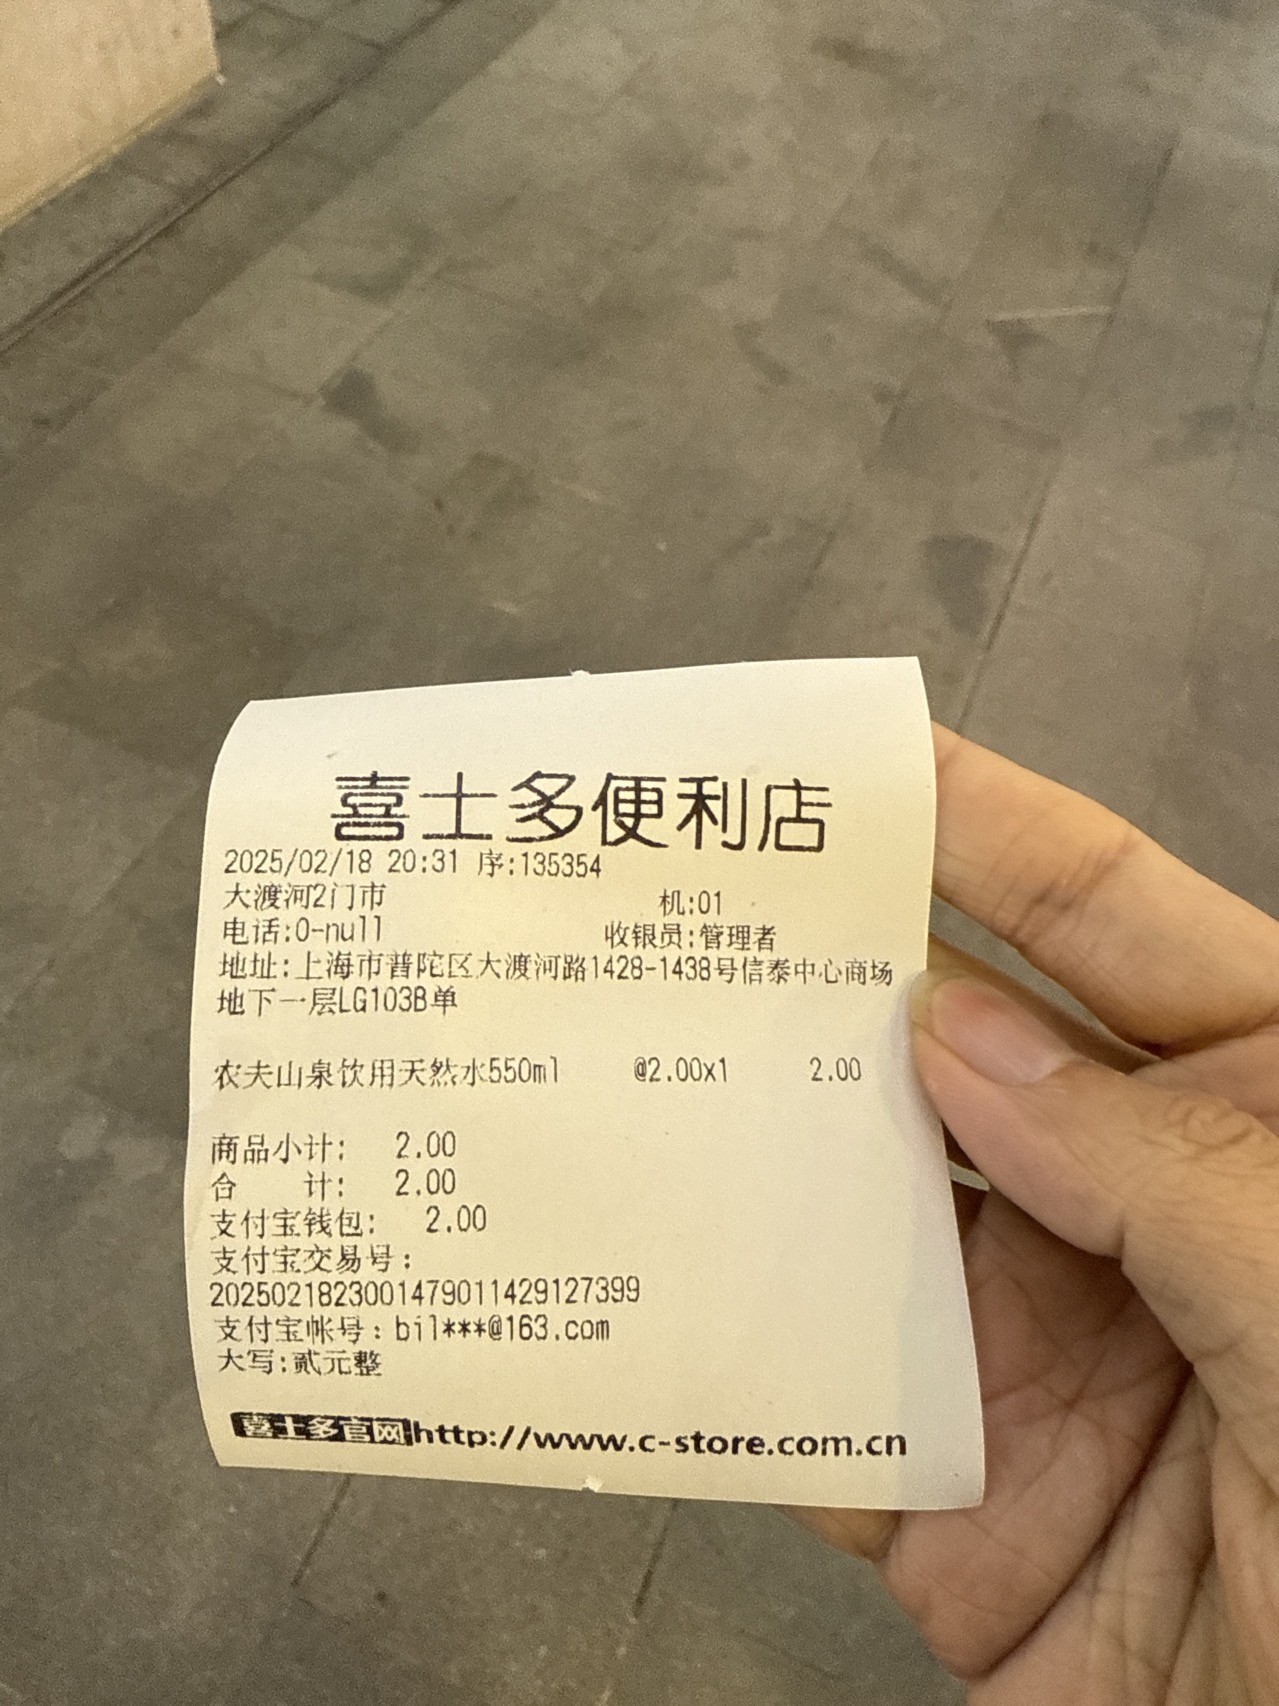 喜士多便利店
2025/02/18 20:31 序:135354
大渡河2门市 机:01
电话:0-null 收银员:管理者
地址:上海市普陀区大渡河路1428-1438号信泰中心商场
地下一层LG103B单
农夫山泉饮用天然水550ml @2.00x1 2.00
商品小计: 2.00
合 计: 2.00
支付宝钱包: 2.00
支付宝交易号:
2025021823001479011429127399
支付宝帐号:bil***@163.com
大写:贰元整
喜士多官网http://www.c-store.com.cn